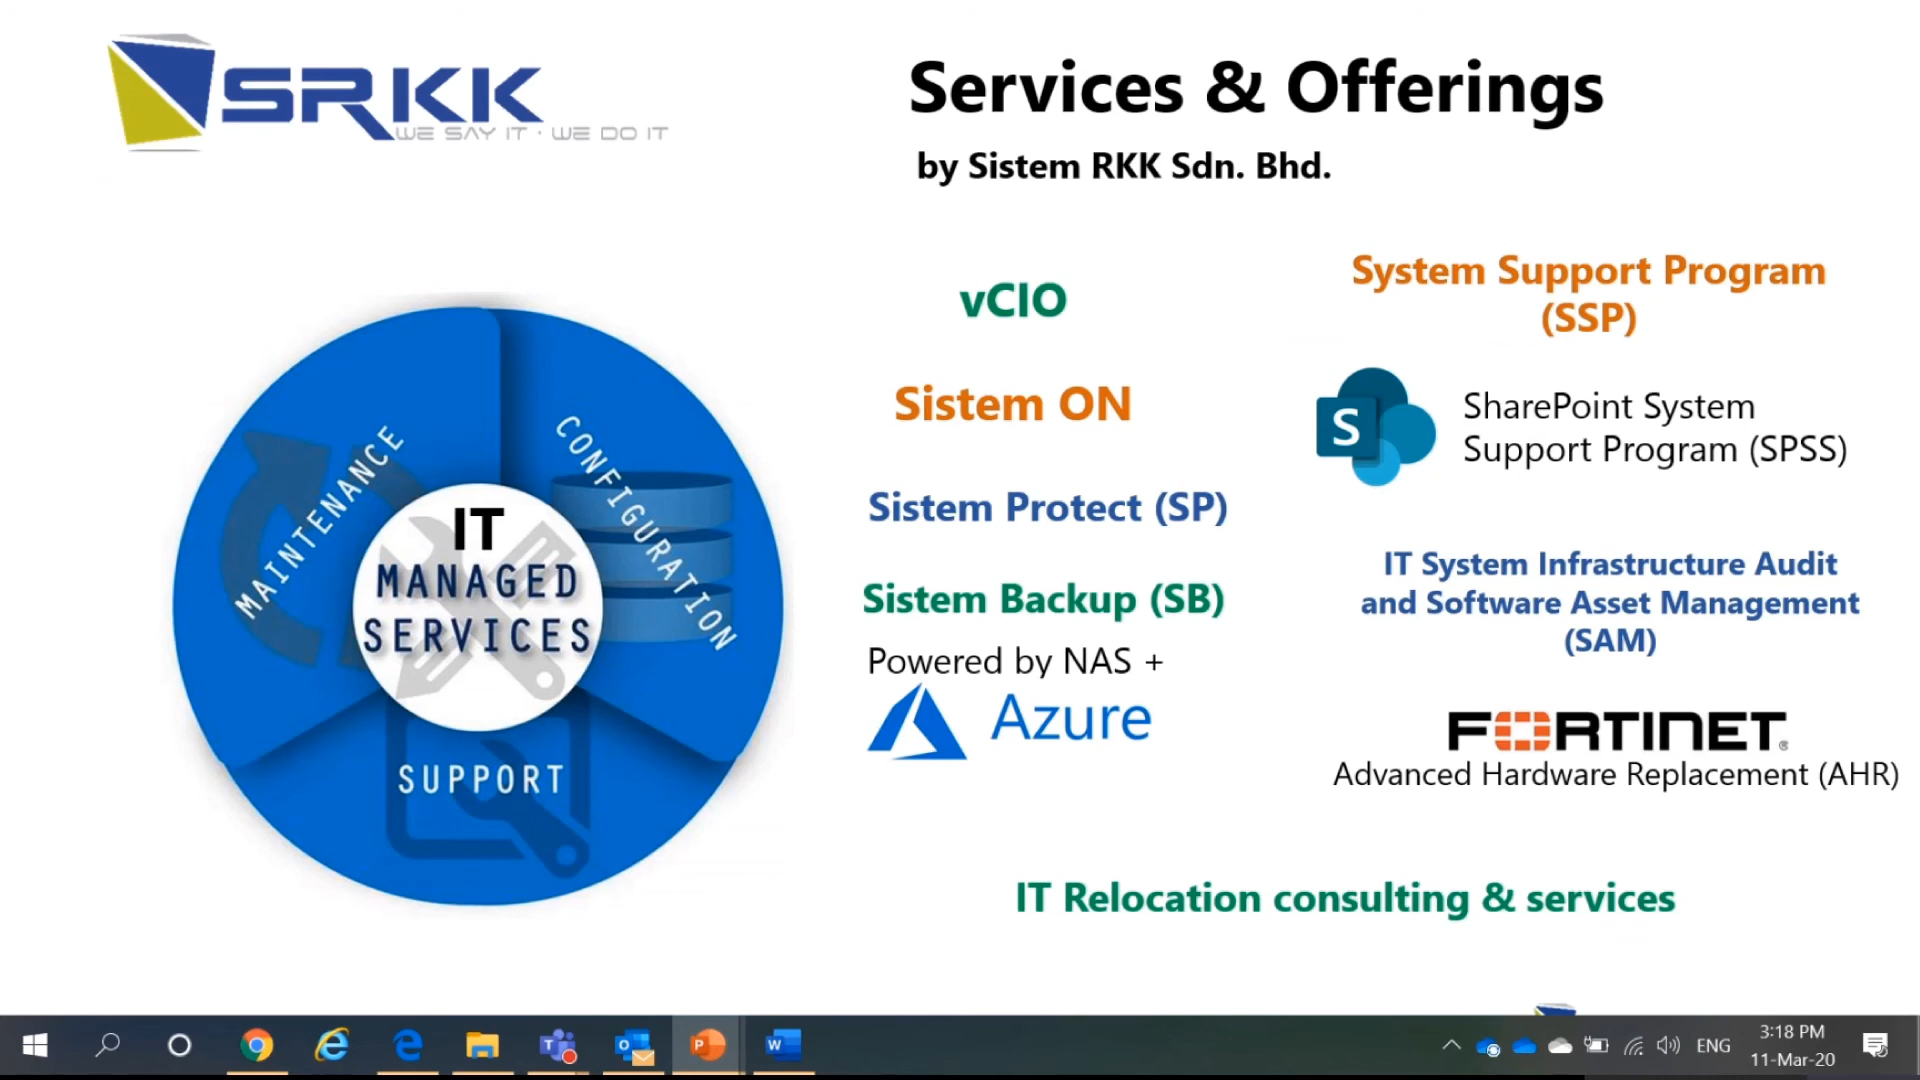 SRKK
WE SAY IT · WE DO IT
Services & Offerings
by Sistem RKK Sdn. Bhd.
MAINTENANCE
CONFIGURATION
IT
MANAGED
SERVICES
SUPPORT
vCIO
Sistem ON
Sistem Protect (SP)
Sistem Backup (SB)
Powered by NAS +
Azure
System Support Program
(SSP)
S
SharePoint System
Support Program (SPSS)
IT System Infrastructure Audit
and Software Asset Management
(SAM)
FORTINET
Advanced Hardware Replacement (AHR)
IT Relocation consulting & services
ENG
3:18 PM
11-Mar-20